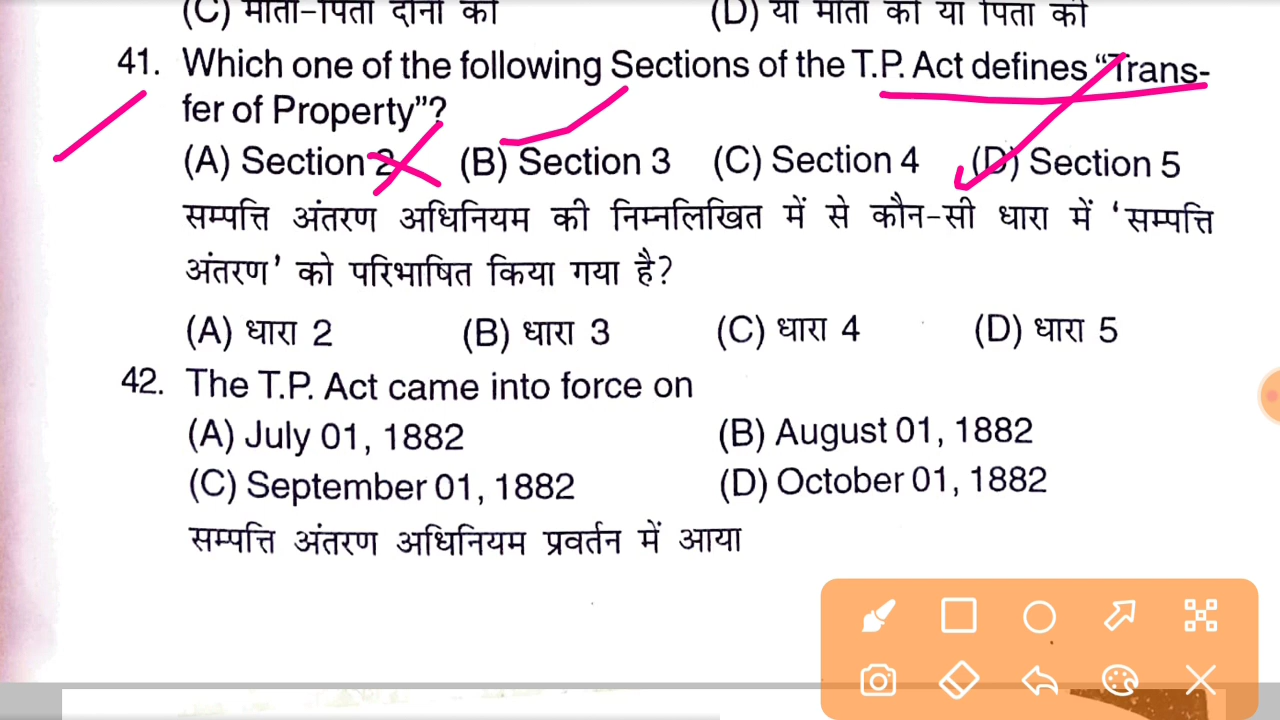 (C) माता-पिता दोनों को (D) या माता को या पिता को
41. Which one of the following Sections of the T.P. Act defines “Trans-
fer of Property”?
(A) Section 2 (B) Section 3 (C) Section 4 (D) Section 5
सम्पत्ति अंतरण अधिनियम की निम्नलिखित में से कौन-सी धारा में ‘सम्पत्ति
अंतरण’ को परिभाषित किया गया है?
(A) धारा 2 (B) धारा 3 (C) धारा 4 (D) धारा 5
42. The T.P. Act came into force on
(A) July 01, 1882 (B) August 01, 1882
(C) September 01, 1882 (D) October 01, 1882
सम्पत्ति अंतरण अधिनियम प्रवर्तन में आया